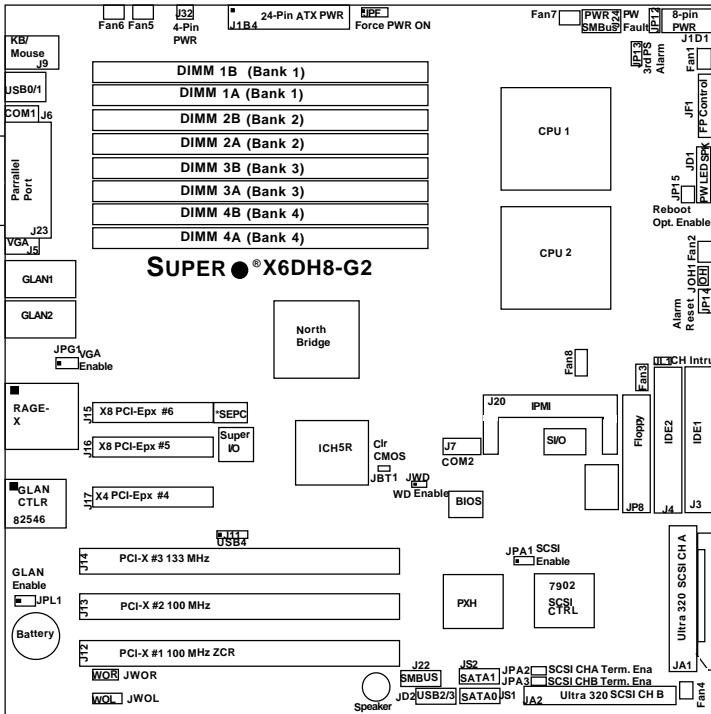 Fan6
Fan5
J32
4-Pin
PWR
J1B4
24-Pin ATX PWR
JPF
Force PWR ON
Fan7
PWR
SMBus
J24
PW
Fault
JP12
8-pin
PWR
J1D1
KB/
Mouse
J9
USB0/1
COM1
J6
Parrallel
Port
J23
VGA
J5
GLAN1
GLAN2
DIMM 1B (Bank 1)
DIMM 1A (Bank 1)
DIMM 2B (Bank 2)
DIMM 2A (Bank 2)
DIMM 3B (Bank 3)
DIMM 3A (Bank 3)
DIMM 4B (Bank 4)
DIMM 4A (Bank 4)
SUPER ● ® X6DH8-G2
CPU 1
CPU 2
JP13
3rd PS
Alarm
Fan1
JF1
FP Control
JD1
PW LED SPK
JP15
Reboot
Opt. Enable
Fan2
JOH1
OH
JP14
Alarm
Reset
North
Bridge
JPG1
VGA
Enable
RAGE-
X
J15
X8 PCI-Epx #6
*SEPC
J16
X8 PCI-Epx #5
Super
I/O
J17
X4 PCI-Epx #4
GLAN
CTLR
82546
ICH5R
Clr
CMOS
JBT1
JWD
WD Enable
J7
COM2
BIOS
Fan8
J20
IPMI
SI/O
Fan3
JL1
CH Intru
Floppy
JP8
IDE2
J4
IDE1
J3
J11
USB4
J14
PCI-X #3 133 MHz
J13
PCI-X #2 100 MHz
J12
PCI-X #1 100 MHz ZCR
GLAN
Enable
JPL1
Battery
WOR
JWOR
WOL
JWOL
JPA1
SCSI
Enable
PXH
7902
SCSI
CTRL
Ultra 320 SCSI CH A
JA1
Speaker
J22
SMBUS
JD2
USB2/3
JS2
SATA1
SATA0
JS1
JPA2
SCSI CHA Term. Ena
JPA3
SCSI CHB Term. Ena
JA2
Ultra 320 SCSI CH B
Fan4